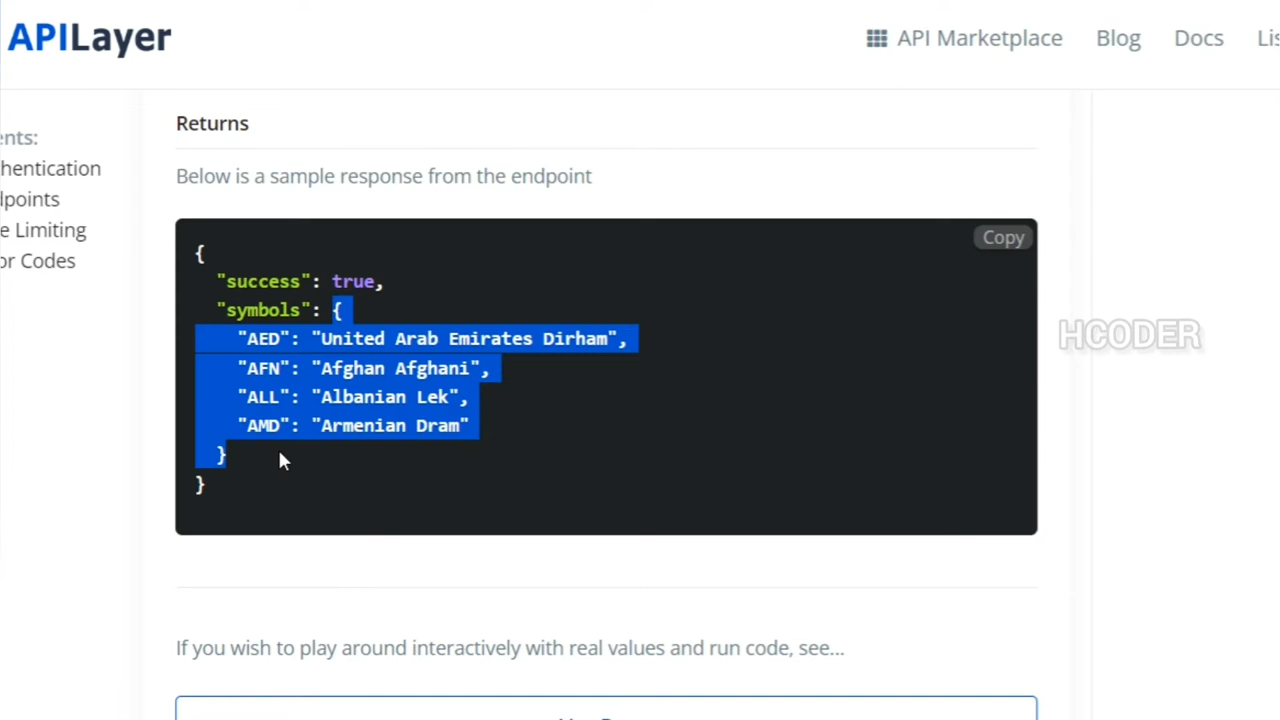 APILayer
API Marketplace
Blog
Docs
Returns
Below is a sample response from the endpoint
Copy
{
"success": true,
"symbols": {
"AED": "United Arab Emirates Dirham",
"AFN": "Afghan Afghani",
"ALL": "Albanian Lek",
"AMD": "Armenian Dram"
}
}
ents:
hentication
lpoints
e Limiting
or Codes
HCODER
If you wish to play around interactively with real values and run code, see...